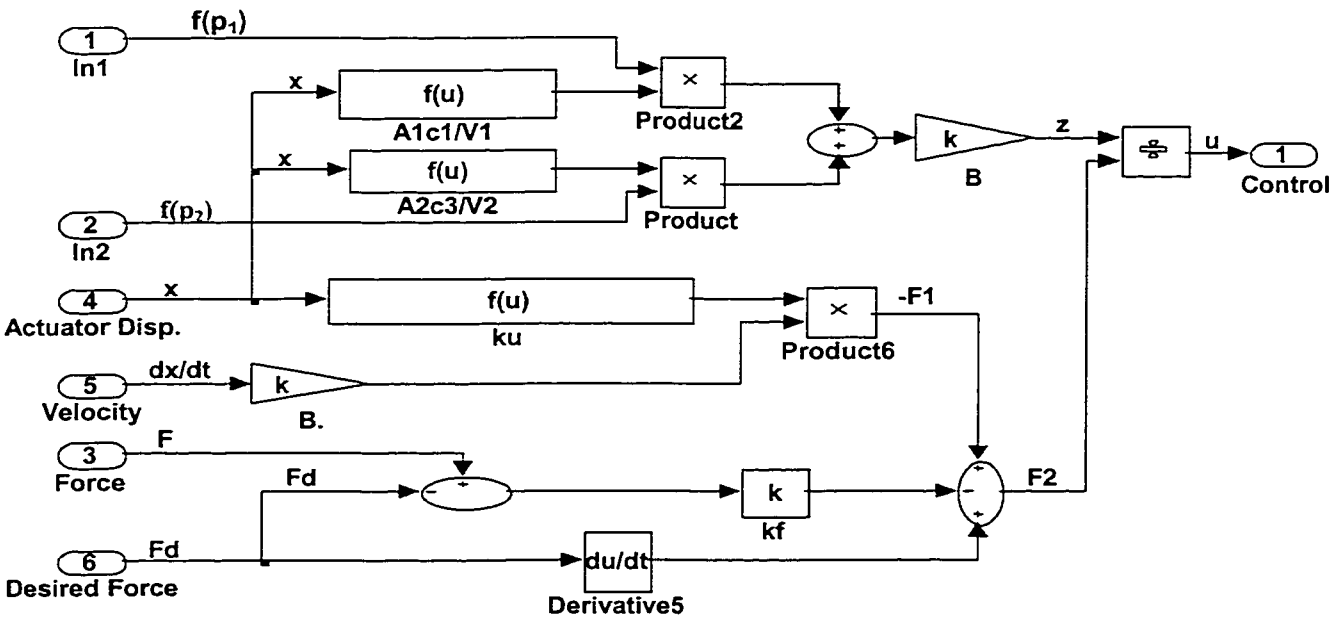 f(p₁)
1
In1
x
f(u)
A1c1/V1
×
Product2
x
f(u)
A2c3/V2
×
Product
+
+
k
B
z
÷
u
1
Control
2
f(p₂)
In2
4
x
Actuator Disp.
f(u)
ku
×
Product6
-F1
5
dx/dt
Velocity
k
B.
3
F
Force
Fd
+
−
k
kf
+
−
+
F2
6
Fd
Desired Force
du/dt
Derivative5